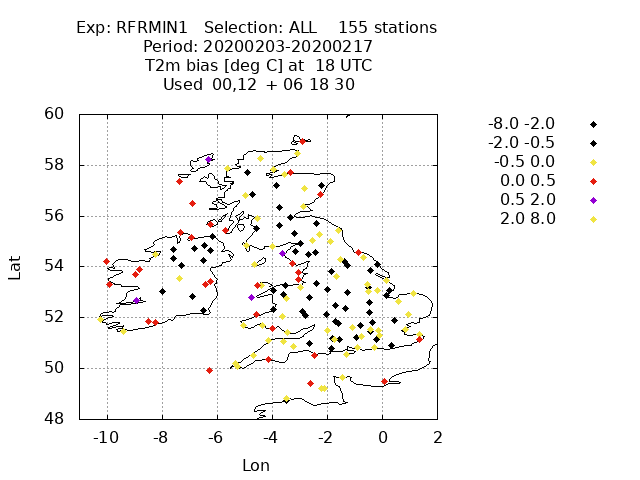 Exp: RFRMIN1 Selection: ALL 155 stations
Period: 20200203-20200217
T2m bias [deg C] at 18 UTC
Used 00,12 + 06 18 30
60
58
56
54
52
50
48
Lat
-10 -8 -6 -4 -2 0 2
Lon
-8.0 -2.0
-2.0 -0.5
-0.5 0.0
0.0 0.5
0.5 2.0
2.0 8.0